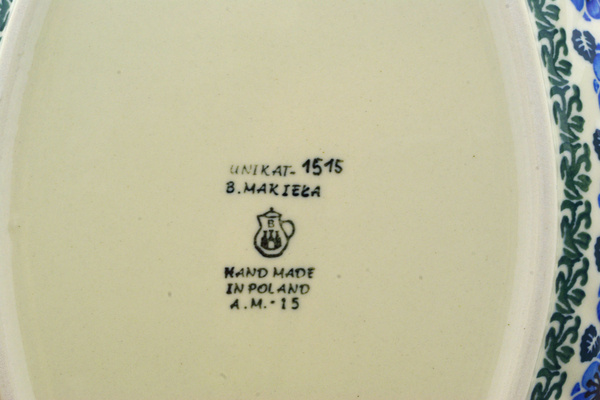 UNIKAT- 1515
B. MAKIEŁA
B
HAND MADE
IN POLAND
A.M.-15